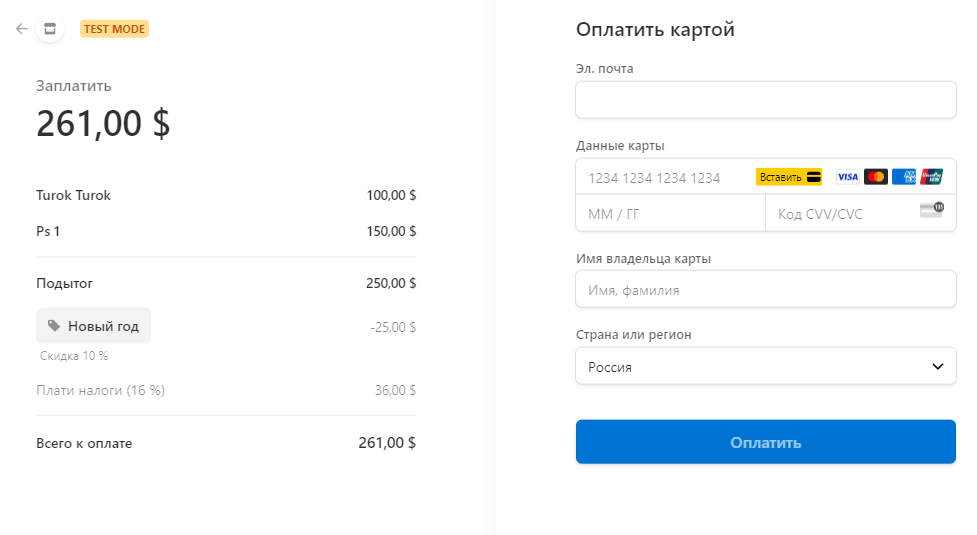 TEST MODE
Заплатить
261,00 $
Turok Turok 100,00 $
Ps 1 150,00 $
Подытог 250,00 $
Новый год -25,00 $
Скидка 10 %
Плати налоги (16 %) 36,00 $
Всего к оплате 261,00 $
Оплатить картой
Эл. почта
Данные карты
1234 1234 1234 1234 Вставить VISA
ММ / ГГ Код CVV/CVC 135
Имя владельца карты
Имя, фамилия
Страна или регион
Россия
Оплатить